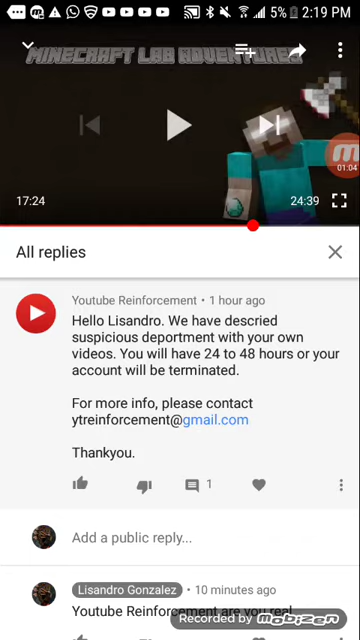 5% 2:19 PM
MINECRAFT LAB ADVENTURES
01:04
17:24
24:39
All replies
Youtube Reinforcement • 1 hour ago
Hello Lisandro. We have descried
suspicious deportment with your own
videos. You will have 24 to 48 hours or your
account will be terminated.
For more info, please contact
ytreinforcement@gmail.com
Thankyou.
1
Add a public reply...
Lisandro Gonzalez • 10 minutes ago
Youtube Reinforcement are you real
Recorded by mobizen